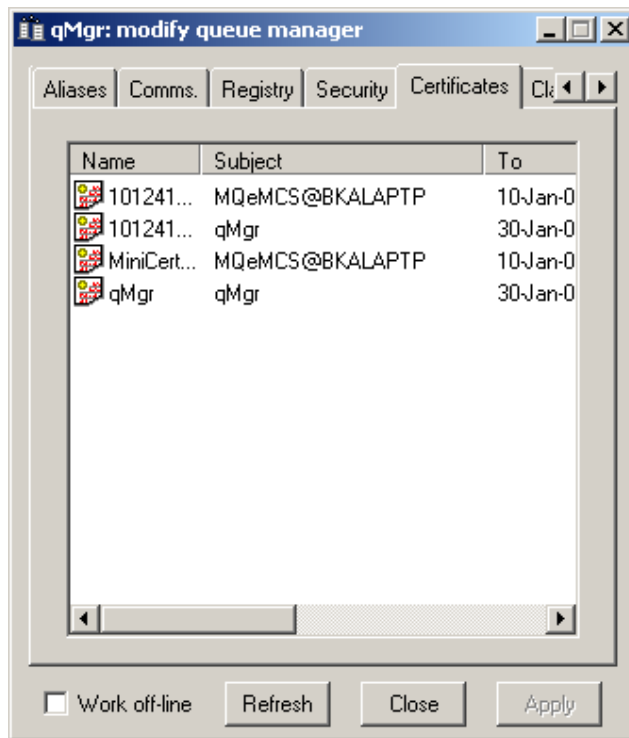 qMgr: modify queue manager
Aliases Comms. Registry Security Certificates Cl
Name Subject To
101241... MQeMCS@BKALAPTP 10-Jan-0
101241... qMgr 30-Jan-0
MiniCert... MQeMCS@BKALAPTP 10-Jan-0
qMgr qMgr 30-Jan-0
Work off-line Refresh Close Apply